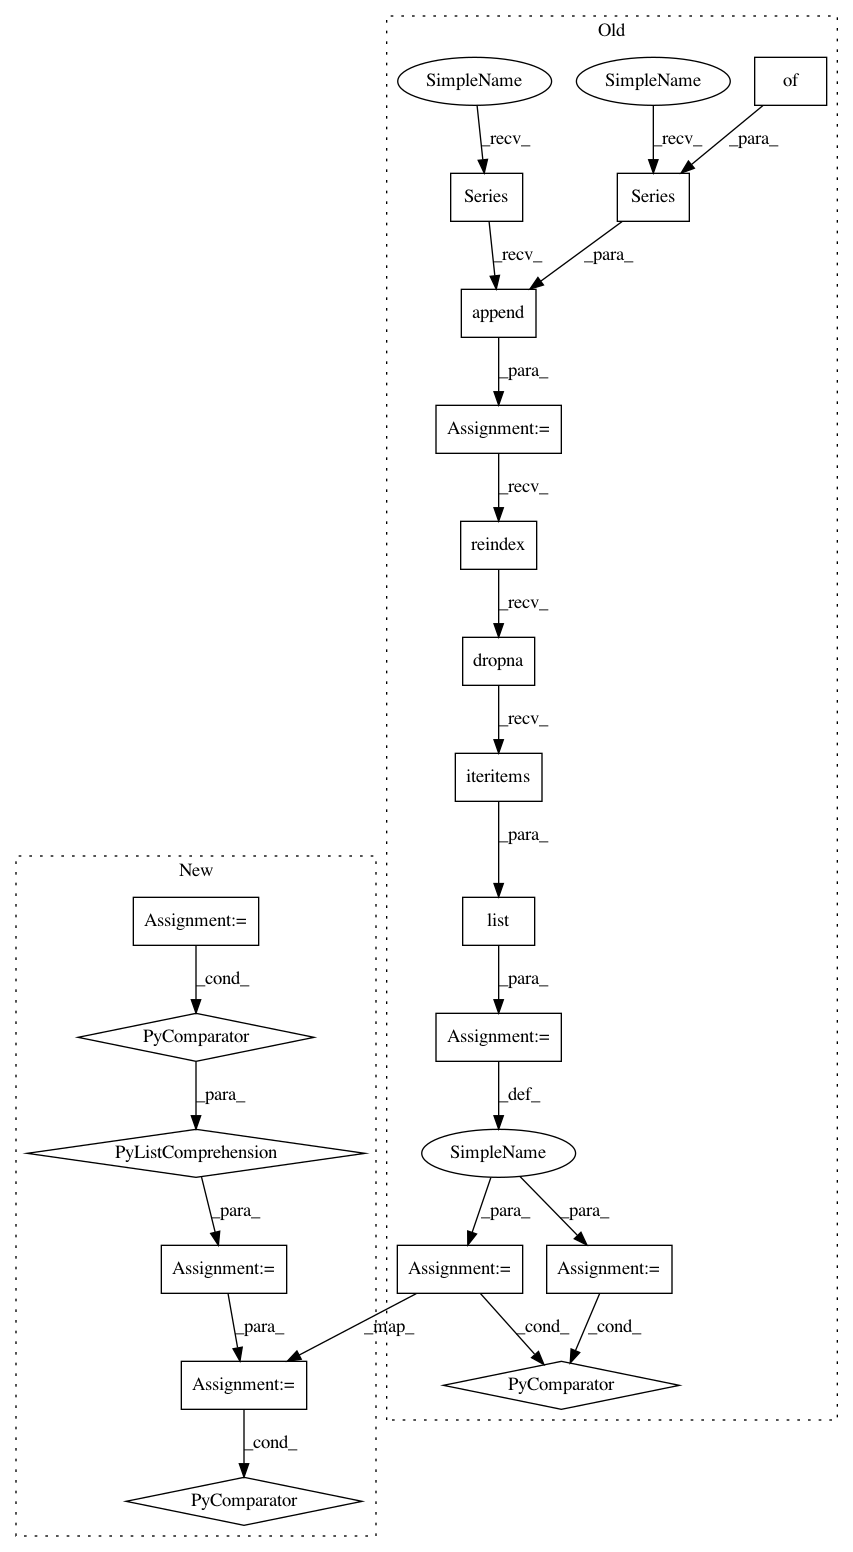 Old
SimpleName
SimpleName
of
_recv_
_recv_
_para_
Series
Series
_recv_
_para_
append
_para_
Assignment:=
_recv_
reindex
_recv_
dropna
_recv_
iteritems
_para_
New
Assignment:=
list
_cond_
_para_
PyComparator
Assignment:=
_para_
_def_
PyListComprehension
SimpleName
_para_
_para_
_para_
Assignment:=
Assignment:=
Assignment:=
_para_
_map_
_cond_
_cond_
Assignment:=
PyComparator
_cond_
PyComparator